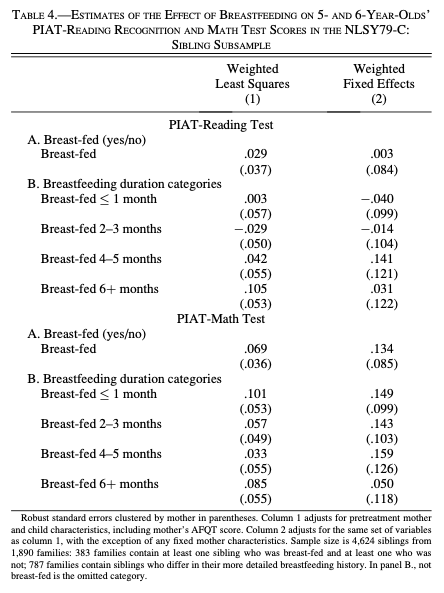 TABLE 4.—ESTIMATES OF THE EFFECT OF BREASTFEEDING ON 5- AND 6-YEAR-OLDS'
PIAT-READING RECOGNITION AND MATH TEST SCORES IN THE NLSY79-C:
SIBLING SUBSAMPLE
Weighted Least Squares (1) Weighted Fixed Effects (2)
PIAT-Reading Test
A. Breast-fed (yes/no)
Breast-fed .029 .003
(.037) (.084)
B. Breastfeeding duration categories
Breast-fed ≤ 1 month .003 −.040
(.057) (.099)
Breast-fed 2–3 months −.029 −.014
(.050) (.104)
Breast-fed 4–5 months .042 .141
(.055) (.121)
Breast-fed 6+ months .105 .031
(.053) (.122)
PIAT-Math Test
A. Breast-fed (yes/no)
Breast-fed .069 .134
(.036) (.085)
B. Breastfeeding duration categories
Breast-fed ≤ 1 month .101 .149
(.053) (.099)
Breast-fed 2–3 months .057 .143
(.049) (.103)
Breast-fed 4–5 months .033 .159
(.055) (.126)
Breast-fed 6+ months .085 .050
(.055) (.118)
Robust standard errors clustered by mother in parentheses. Column 1 adjusts for pretreatment mother
and child characteristics, including mother's AFQT score. Column 2 adjusts for the same set of variables
as column 1, with the exception of any fixed mother characteristics. Sample size is 4,624 siblings from
1,890 families: 383 families contain at least one sibling who was breast-fed and at least one who was
not; 787 families contain siblings who differ in their more detailed breastfeeding history. In panel B., not
breast-fed is the omitted category.